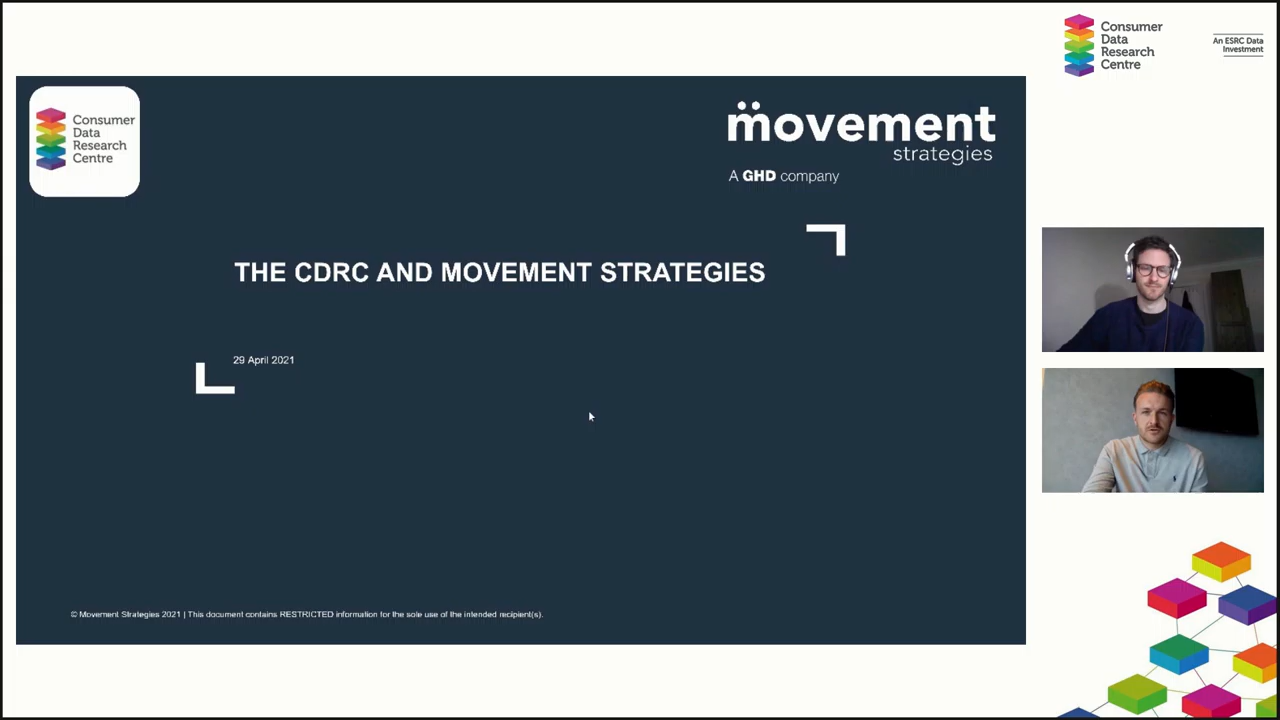 Consumer
Data
Research
Centre
An ESRC Data
Investment
Consumer
Data
Research
Centre
movement
strategies
A GHD company
THE CDRC AND MOVEMENT STRATEGIES
29 April 2021
© Movement Strategies 2021 | This document contains RESTRICTED information for the sole use of the intended recipient(s).